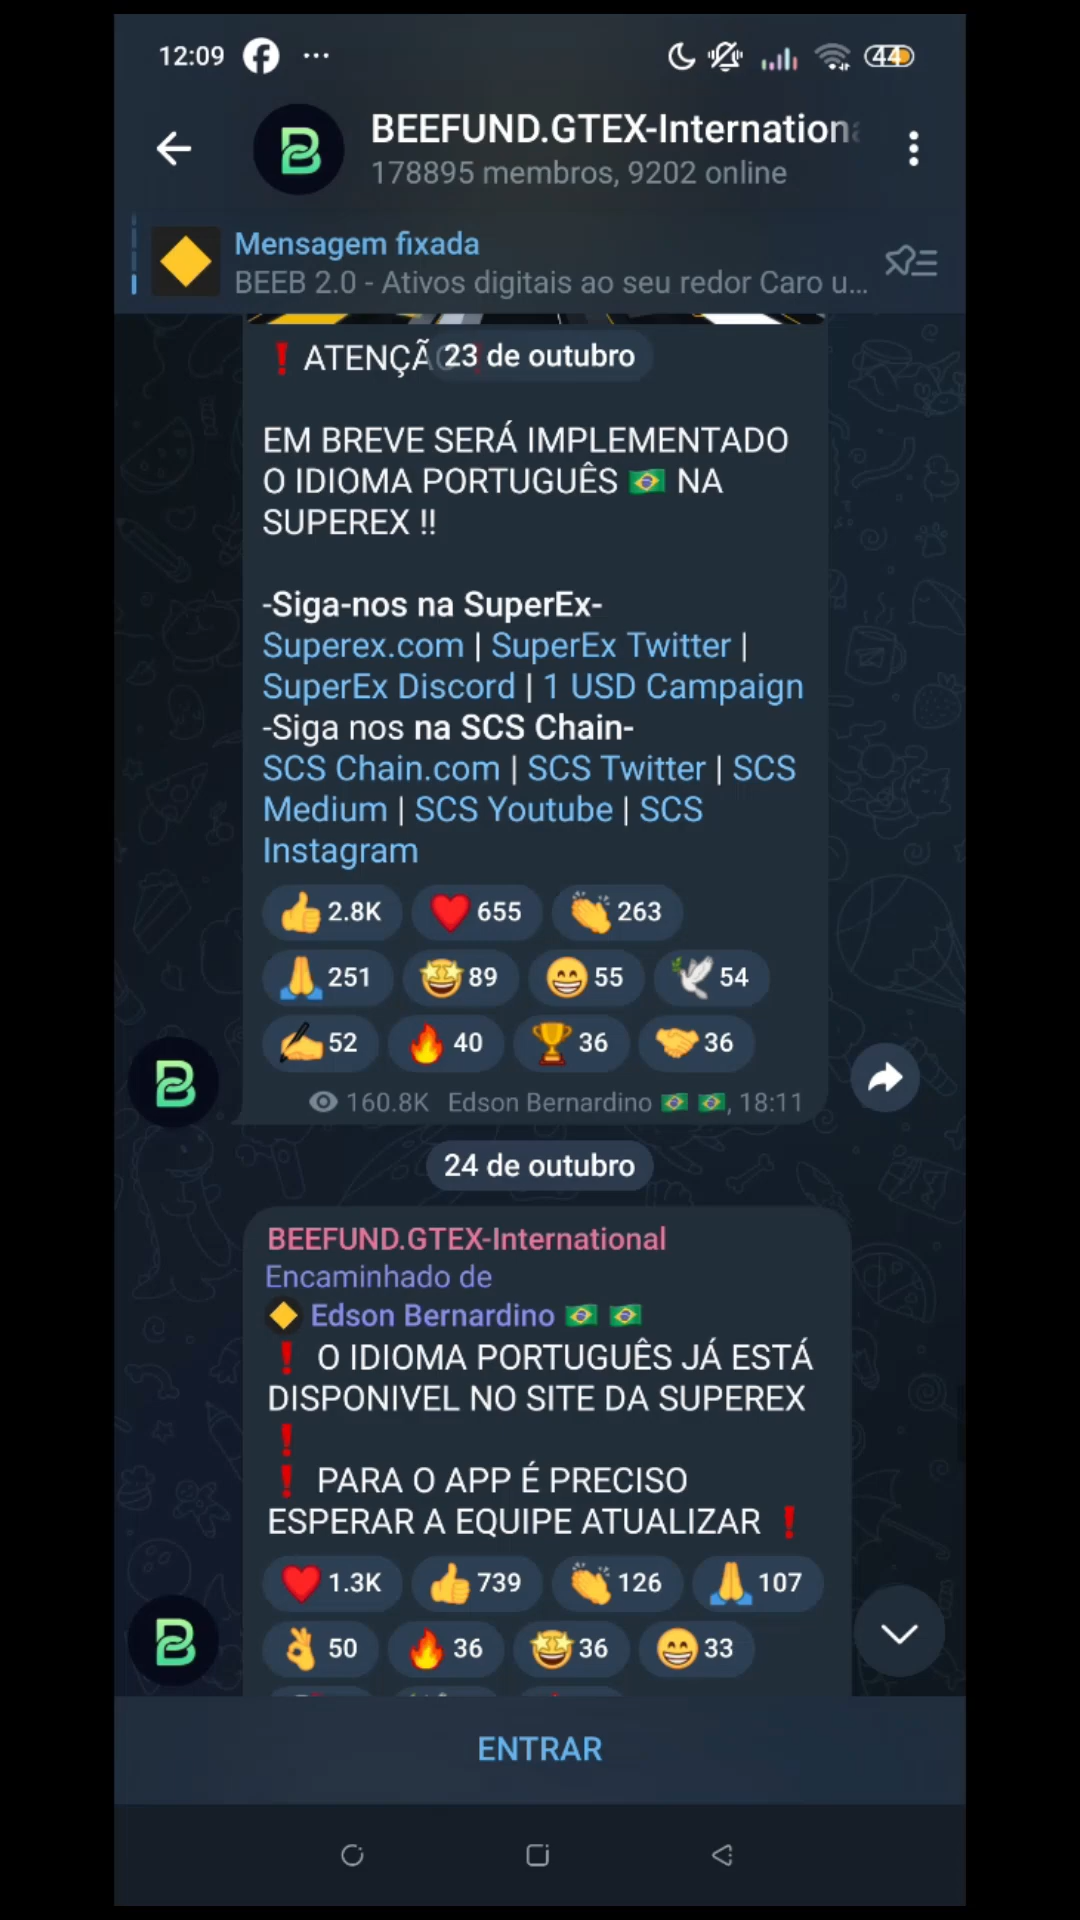 12:09
44
BEEFUND.GTEX-Internation
178895 membros, 9202 online
Mensagem fixada
BEEB 2.0 - Ativos digitais ao seu redor Caro u...
❗ ATENÇÃ
23 de outubro
EM BREVE SERÁ IMPLEMENTADO
O IDIOMA PORTUGUÊS 🇧🇷 NA
SUPEREX !!
-Siga-nos na SuperEx-
Superex.com | SuperEx Twitter |
SuperEx Discord | 1 USD Campaign
-Siga nos na SCS Chain-
SCS Chain.com | SCS Twitter | SCS
Medium | SCS Youtube | SCS
Instagram
👍 2.8K ❤️ 655 👏 263
🙏 251 🤩 89 😁 55 🕊 54
✍️ 52 🔥 40 🏆 36 🤝 36
160.8K Edson Bernardino 🇧🇷 🇧🇷, 18:11
24 de outubro
BEEFUND.GTEX-International
Encaminhado de
Edson Bernardino 🇧🇷 🇧🇷
❗ O IDIOMA PORTUGUÊS JÁ ESTÁ
DISPONIVEL NO SITE DA SUPEREX
❗
❗ PARA O APP É PRECISO
ESPERAR A EQUIPE ATUALIZAR ❗
❤️ 1.3K 👍 739 👏 126 🙏 107
👌 50 🔥 36 🤩 36 😁 33
ENTRAR